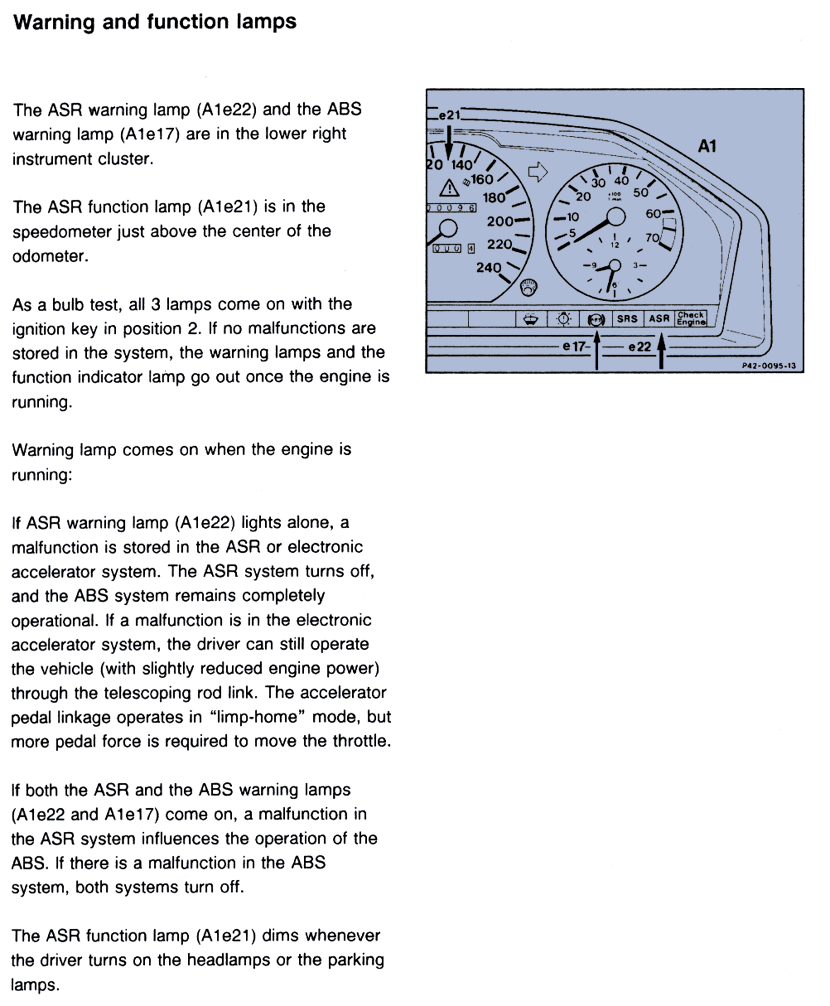 Warning and function lamps
The ASR warning lamp (A1e22) and the ABS
warning lamp (A1e17) are in the lower right
instrument cluster.
The ASR function lamp (A1e21) is in the
speedometer just above the center of the
odometer.
As a bulb test, all 3 lamps come on with the
ignition key in position 2. If no malfunctions are
stored in the system, the warning lamps and the
function indicator lamp go out once the engine is
running.
Warning lamp comes on when the engine is
running:
If ASR warning lamp (A1e22) lights alone, a
malfunction is stored in the ASR or electronic
accelerator system. The ASR system turns off,
and the ABS system remains completely
operational. If a malfunction is in the electronic
accelerator system, the driver can still operate
the vehicle (with slightly reduced engine power)
through the telescoping rod link. The accelerator
pedal linkage operates in “limp-home” mode, but
more pedal force is required to move the throttle.
If both the ASR and the ABS warning lamps
(A1e22 and A1e17) come on, a malfunction in
the ASR system influences the operation of the
ABS. If there is a malfunction in the ABS
system, both systems turn off.
The ASR function lamp (A1e21) dims whenever
the driver turns on the headlamps or the parking
lamps.
e21
A1
20 140
160
180
200
220
240
0 0 0 9 6
0 0 0 4
5 10 20 30 40 50 60 70
12
3
6
9
SRS
ASR
Check
Engine
e17
e22
P42-0095-13